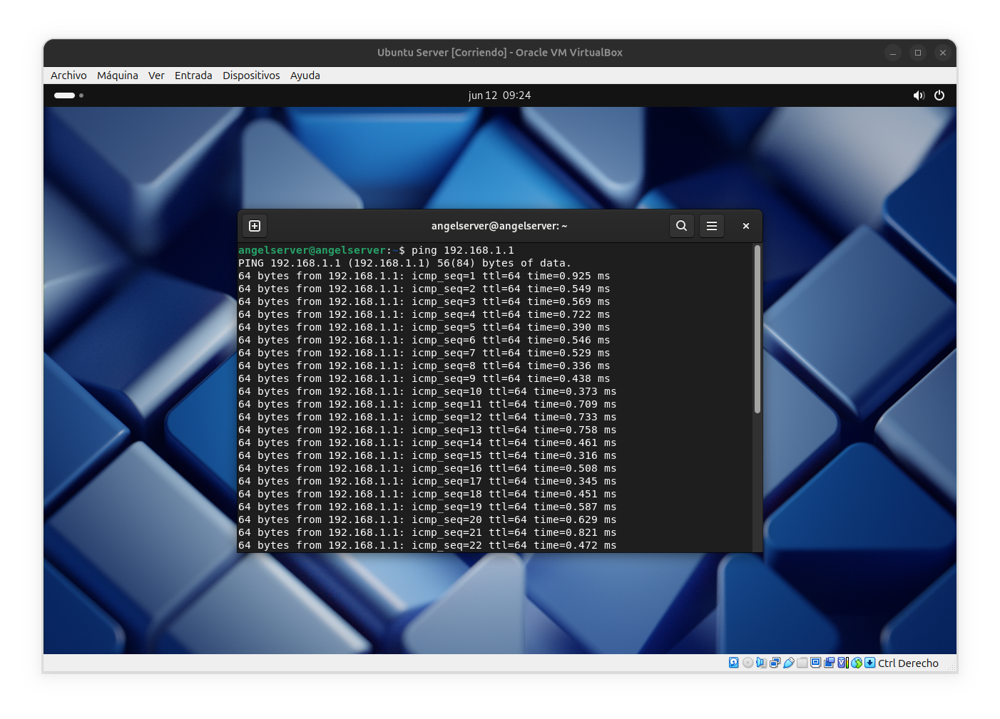 Ubuntu Server [Corriendo] - Oracle VM VirtualBox
Archivo Máquina Ver Entrada Dispositivos Ayuda
jun 12 09:24
angelserver@angelserver: ~
angelserver@angelserver:~$ ping 192.168.1.1
PING 192.168.1.1 (192.168.1.1) 56(84) bytes of data.
64 bytes from 192.168.1.1: icmp_seq=1 ttl=64 time=0.925 ms
64 bytes from 192.168.1.1: icmp_seq=2 ttl=64 time=0.549 ms
64 bytes from 192.168.1.1: icmp_seq=3 ttl=64 time=0.569 ms
64 bytes from 192.168.1.1: icmp_seq=4 ttl=64 time=0.722 ms
64 bytes from 192.168.1.1: icmp_seq=5 ttl=64 time=0.390 ms
64 bytes from 192.168.1.1: icmp_seq=6 ttl=64 time=0.546 ms
64 bytes from 192.168.1.1: icmp_seq=7 ttl=64 time=0.529 ms
64 bytes from 192.168.1.1: icmp_seq=8 ttl=64 time=0.336 ms
64 bytes from 192.168.1.1: icmp_seq=9 ttl=64 time=0.438 ms
64 bytes from 192.168.1.1: icmp_seq=10 ttl=64 time=0.373 ms
64 bytes from 192.168.1.1: icmp_seq=11 ttl=64 time=0.709 ms
64 bytes from 192.168.1.1: icmp_seq=12 ttl=64 time=0.733 ms
64 bytes from 192.168.1.1: icmp_seq=13 ttl=64 time=0.758 ms
64 bytes from 192.168.1.1: icmp_seq=14 ttl=64 time=0.461 ms
64 bytes from 192.168.1.1: icmp_seq=15 ttl=64 time=0.316 ms
64 bytes from 192.168.1.1: icmp_seq=16 ttl=64 time=0.508 ms
64 bytes from 192.168.1.1: icmp_seq=17 ttl=64 time=0.345 ms
64 bytes from 192.168.1.1: icmp_seq=18 ttl=64 time=0.451 ms
64 bytes from 192.168.1.1: icmp_seq=19 ttl=64 time=0.587 ms
64 bytes from 192.168.1.1: icmp_seq=20 ttl=64 time=0.629 ms
64 bytes from 192.168.1.1: icmp_seq=21 ttl=64 time=0.821 ms
64 bytes from 192.168.1.1: icmp_seq=22 ttl=64 time=0.472 ms
Ctrl Derecho